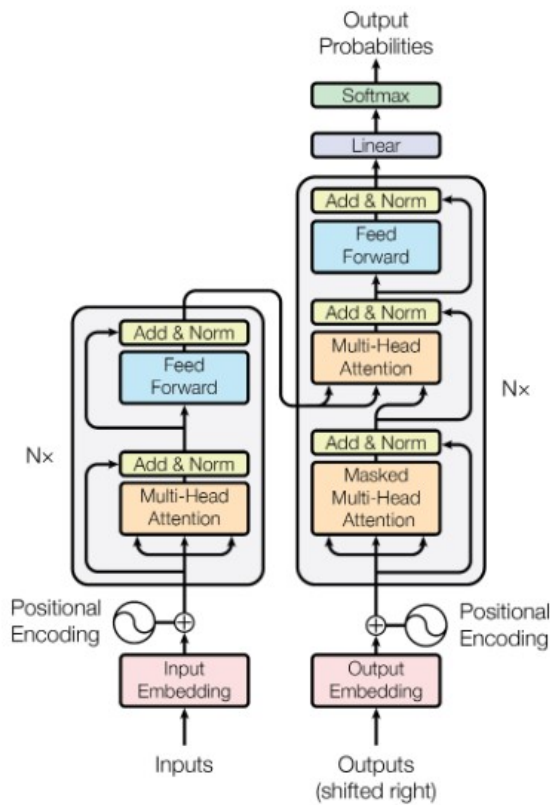 Output
Probabilities
Softmax
Linear
Add & Norm
Feed
Forward
Add & Norm
Multi-Head
Attention
Add & Norm
Masked
Multi-Head
Attention
N×
Add & Norm
Feed
Forward
Add & Norm
Multi-Head
Attention
N×
Positional
Encoding
Positional
Encoding
Input
Embedding
Output
Embedding
Inputs
Outputs
(shifted right)